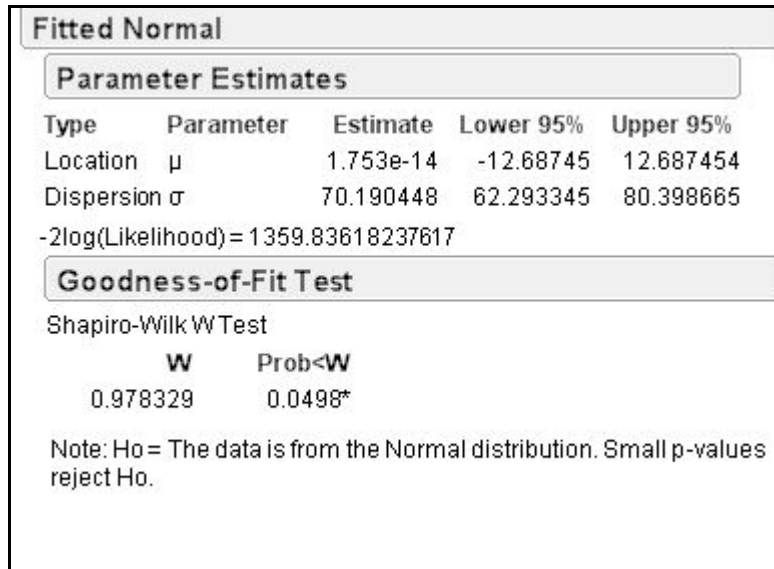 Fitted Normal
Parameter Estimates
Type Parameter Estimate Lower 95% Upper 95%
Location μ 1.753e-14 -12.68745 12.687454
Dispersion σ 70.190448 62.293345 80.398665
-2log(Likelihood) = 1359.83618237617
Goodness-of-Fit Test
Shapiro-Wilk W Test
W Prob<W
0.978329 0.0498*
Note: Ho = The data is from the Normal distribution. Small p-values
reject Ho.